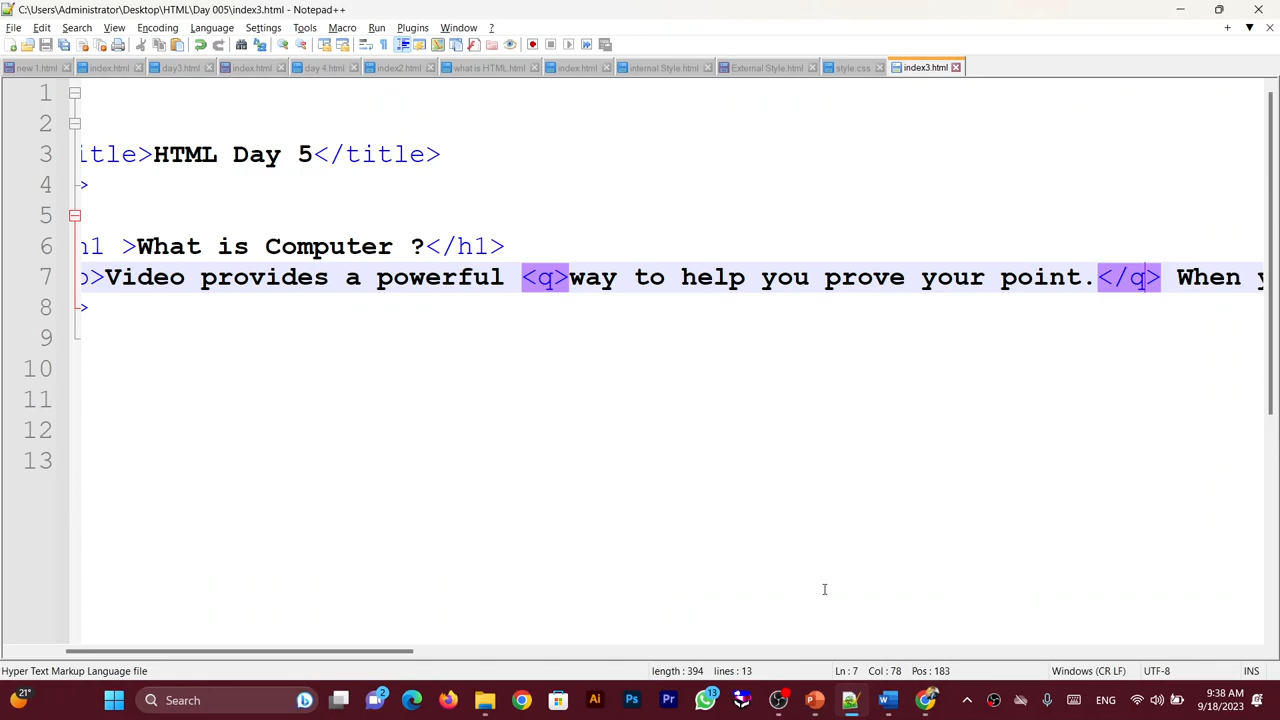 C:\Users\Administrator\Desktop\HTML\Day 005\index3.html - Notepad++
File Edit Search View Encoding Language Settings Tools Macro Run Plugins Window ?
new 1.html index.html day3.html index.html day 4.html index2 .html what is HTML.html index.html internal Style.html External Style.html style.css index3.html
1
2
3 itle>HTML Day 5</title>
4 >
5
6 h1 >What is Computer ?</h1>
7 p>Video provides a powerful <q>way to help you prove your point.</q> When y
8 >
9
10
11
12
13
Hyper Text Markup Language file length : 394 lines : 13 Ln : 7 Col : 78 Pos : 183 Windows (CR LF) UTF-8 INS
21° Search 2 Ai Ps Pr 13 ENG 9:38 AM
9/18/2023